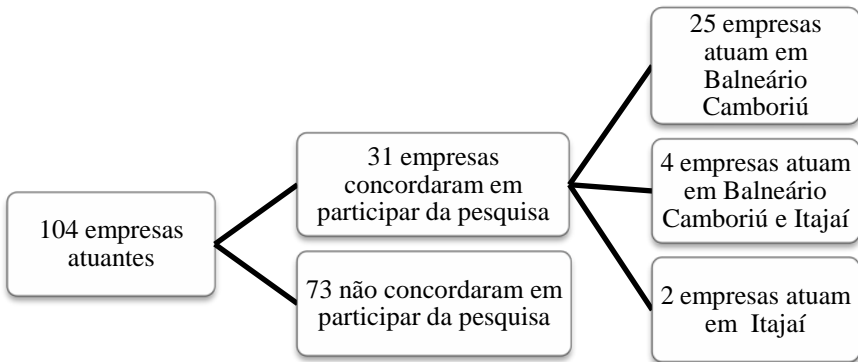 104 empresas
atuantes
31 empresas
concordaram em
participar da pesquisa
73 não concordaram em
participar da pesquisa
25 empresas
atuam em
Balneário
Camboriú
4 empresas atuam
em Balneário
Camboriú e Itajaí
2 empresas atuam
em Itajaí